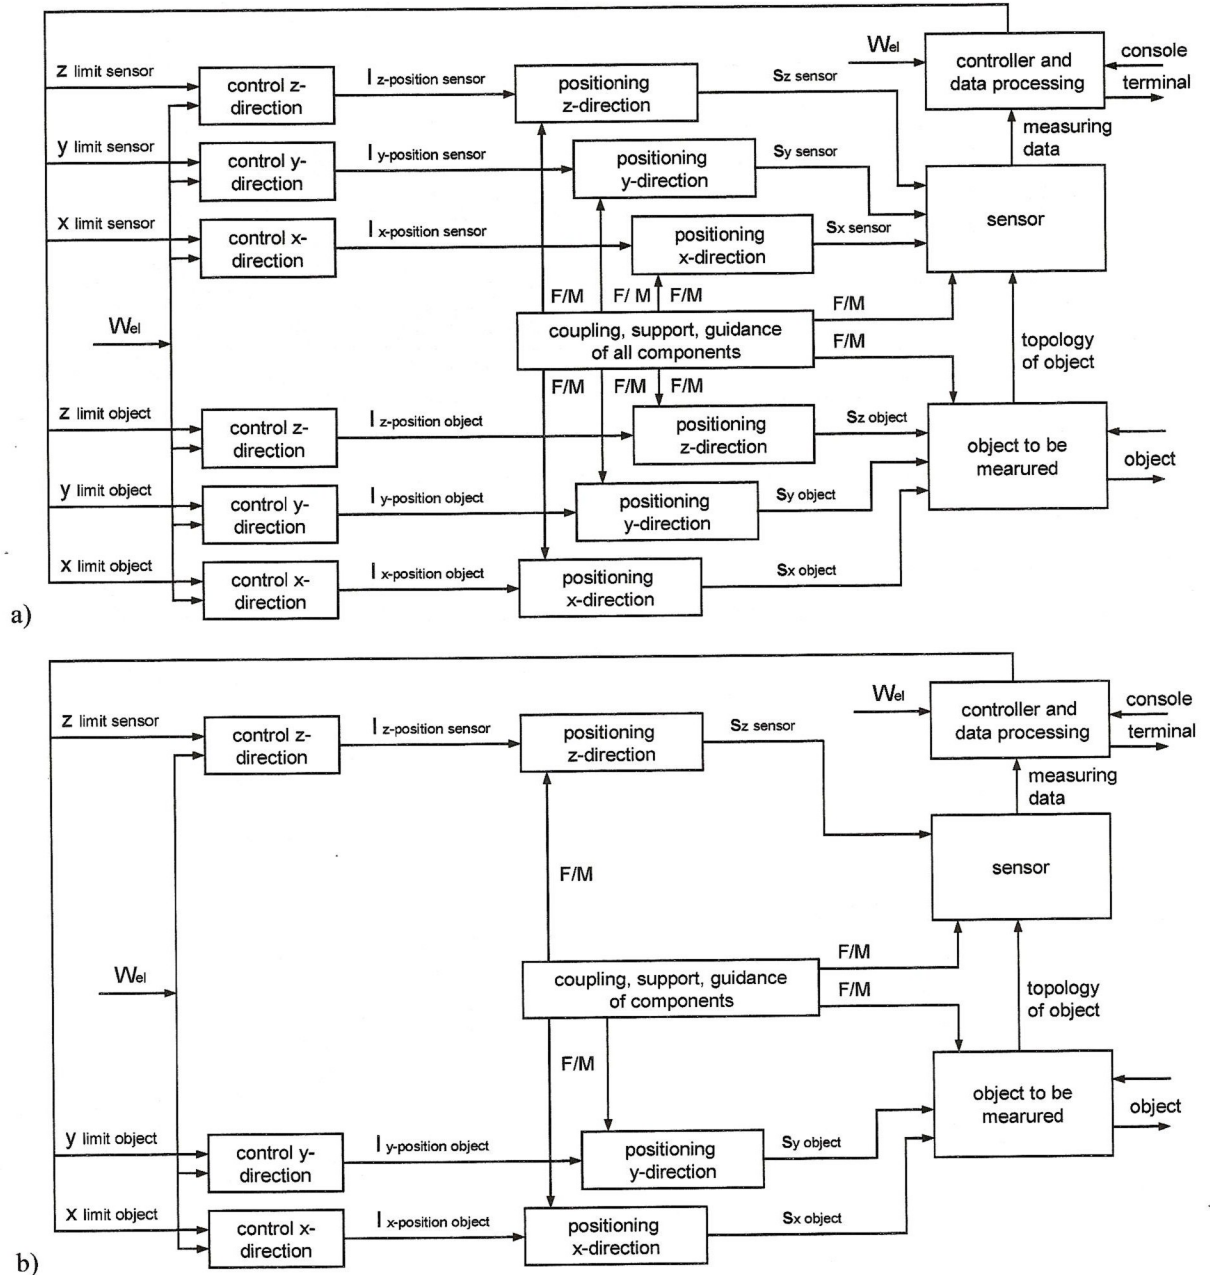 W el
controller and
data processing
console
terminal
z limit sensor
control z-
direction
I z-position sensor
positioning
z-direction
sz sensor
measuring
data
y limit sensor
control y-
direction
I y-position sensor
positioning
y-direction
sy sensor
sensor
x limit sensor
control x-
direction
I x-position sensor
positioning
x-direction
sx sensor
F/M
F/ M
F/M
F/M
Wel
coupling, support, guidance
of all components
F/M
topology
of object
F/M
F/M
F/M
z limit object
control z-
direction
I z-position object
positioning
z-direction
sz object
object to be
mearured
object
y limit object
control y-
direction
I y-position object
positioning
y-direction
sy object
x limit object
control x-
direction
I x-position object
positioning
x-direction
sx object
a)
Wel
controller and
data processing
console
terminal
z limit sensor
control z-
direction
I z-position sensor
positioning
z-direction
sz sensor
measuring
data
sensor
F/M
F/M
Wel
coupling, support, guidance
of components
F/M
topology
of object
F/M
object to be
mearured
object
y limit object
control y-
direction
I y-position object
positioning
y-direction
sy object
x limit object
control x-
direction
I x-position object
positioning
x-direction
sx object
b)